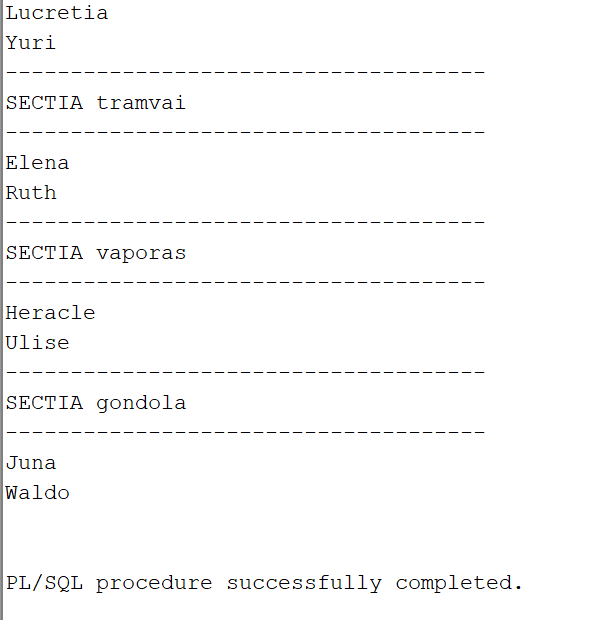 Lucretia
Yuri
-------------------------------------
SECTIA tramvai
-------------------------------------
Elena
Ruth
-------------------------------------
SECTIA vaporas
-------------------------------------
Heracle
Ulise
-------------------------------------
SECTIA gondola
-------------------------------------
Juna
Waldo
PL/SQL procedure successfully completed.